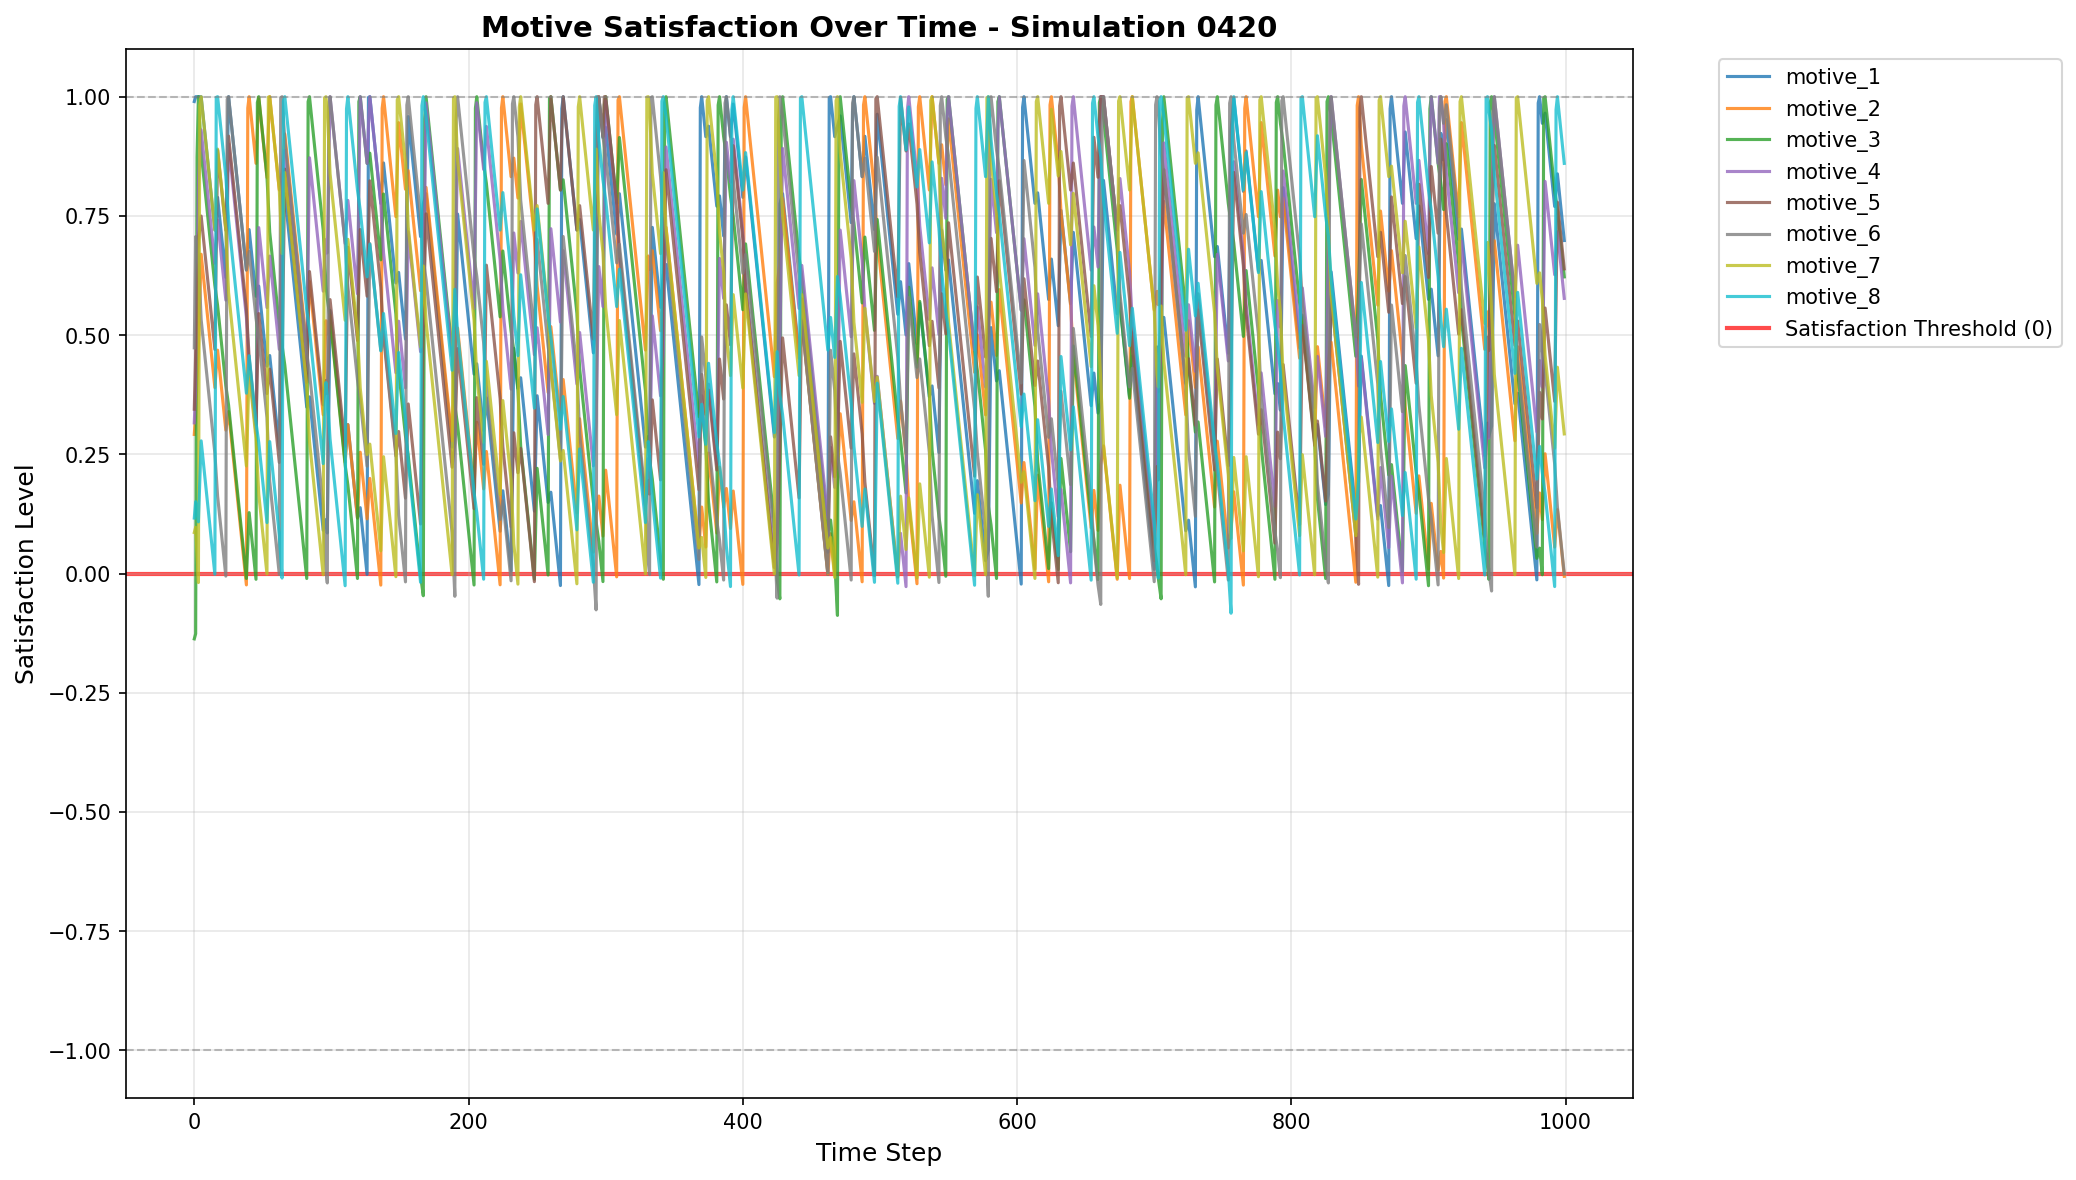 Motive Satisfaction Over Time - Simulation 0420
Satisfaction Level
1.00
0.75
0.50
0.25
0.00
−0.25
−0.50
−0.75
−1.00
0
200
400
600
800
1000
Time Step
motive_1
motive_2
motive_3
motive_4
motive_5
motive_6
motive_7
motive_8
Satisfaction Threshold (0)